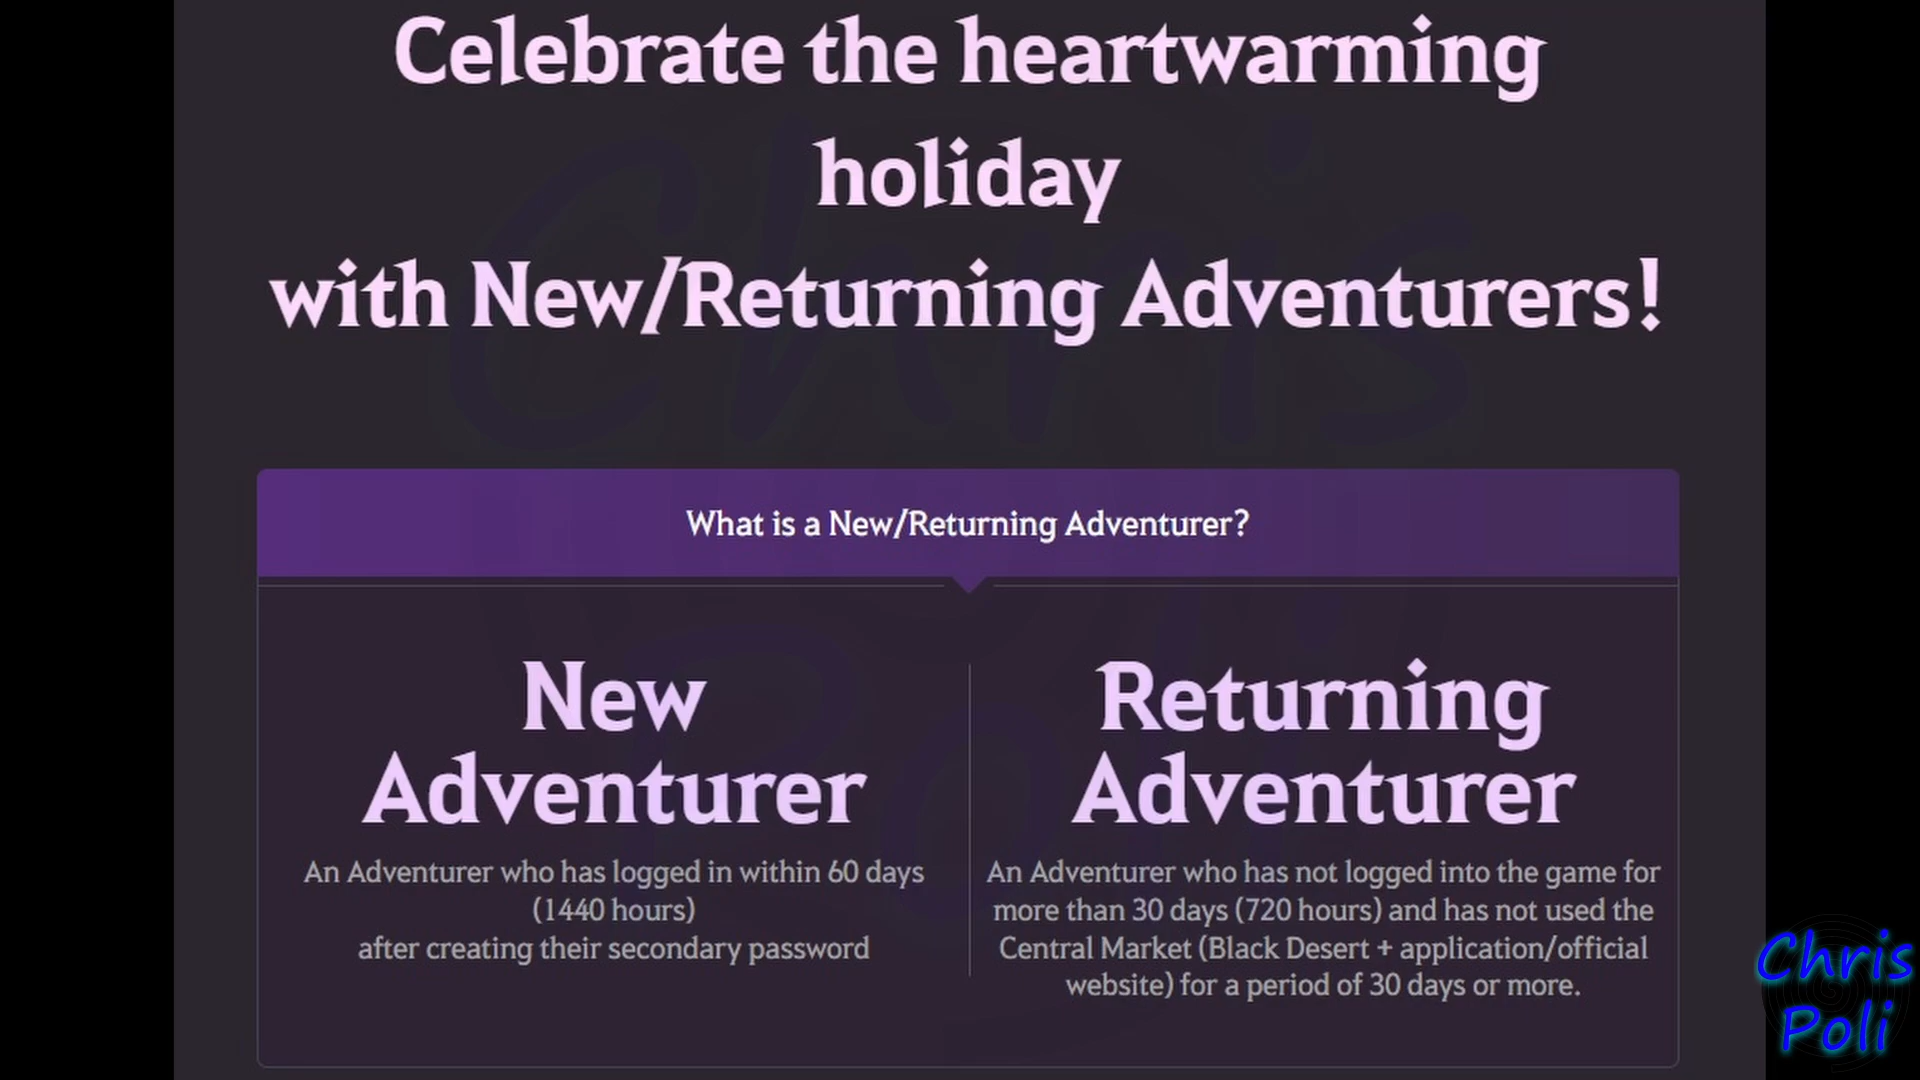 Celebrate the heartwarming
holiday
with New/Returning Adventurers!
What is a New/Returning Adventurer?
New
Adventurer
An Adventurer who has logged in within 60 days
(1440 hours)
after creating their secondary password
Returning
Adventurer
An Adventurer who has not logged into the game for
more than 30 days (720 hours) and has not used the
Central Market (Black Desert + application/official
website) for a period of 30 days or more.
Chris
Poli